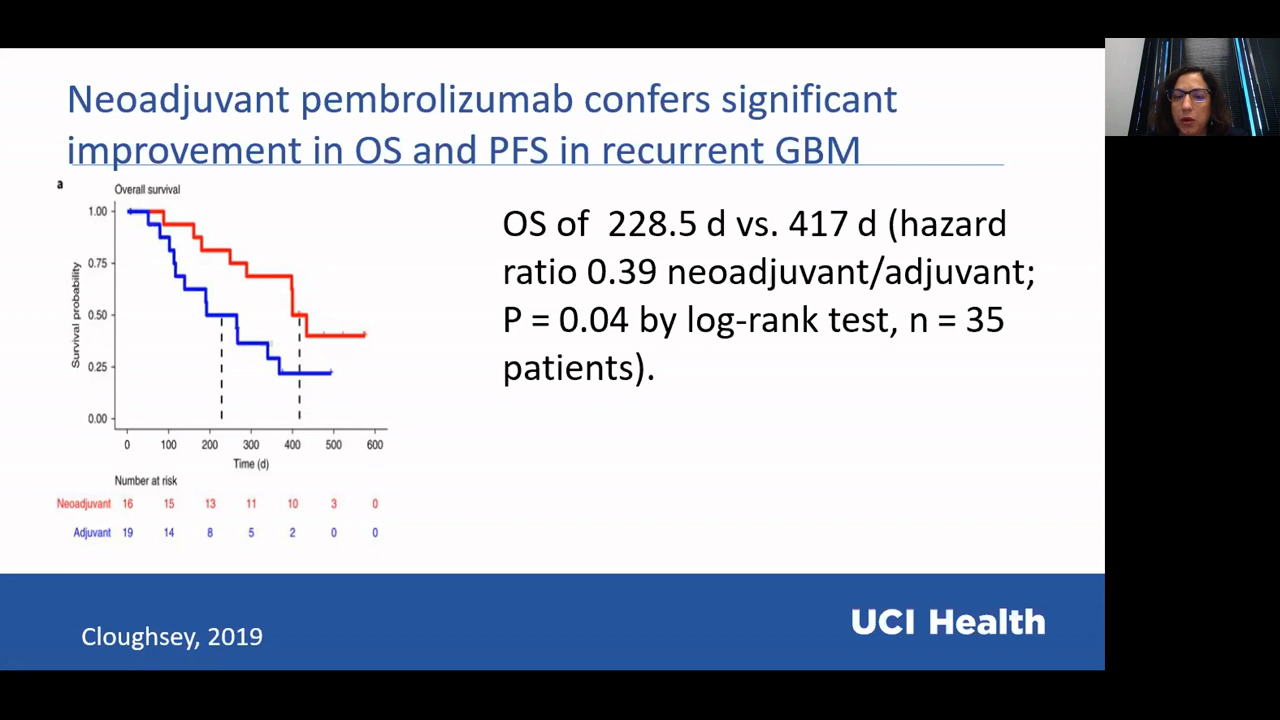 Neoadjuvant pembrolizumab confers significant
improvement in OS and PFS in recurrent GBM
a
Overall survival
1.00
0.75
0.50
0.25
0.00
Survival probability
0 100 200 300 400 500 600
Time (d)
Number at risk
Neoadjuvant 16 15 13 11 10 3 0
Adjuvant 19 14 8 5 2 0 0
OS of 228.5 d vs. 417 d (hazard
ratio 0.39 neoadjuvant/adjuvant;
P = 0.04 by log-rank test, n = 35
patients).
Cloughsey, 2019
UCI Health